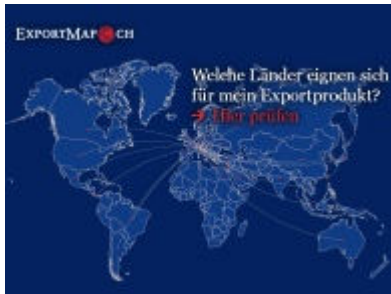 EXPORTMAP.CH
Welche Länder eignen sich
für mein Exportprodukt?
→ Hier prüfen